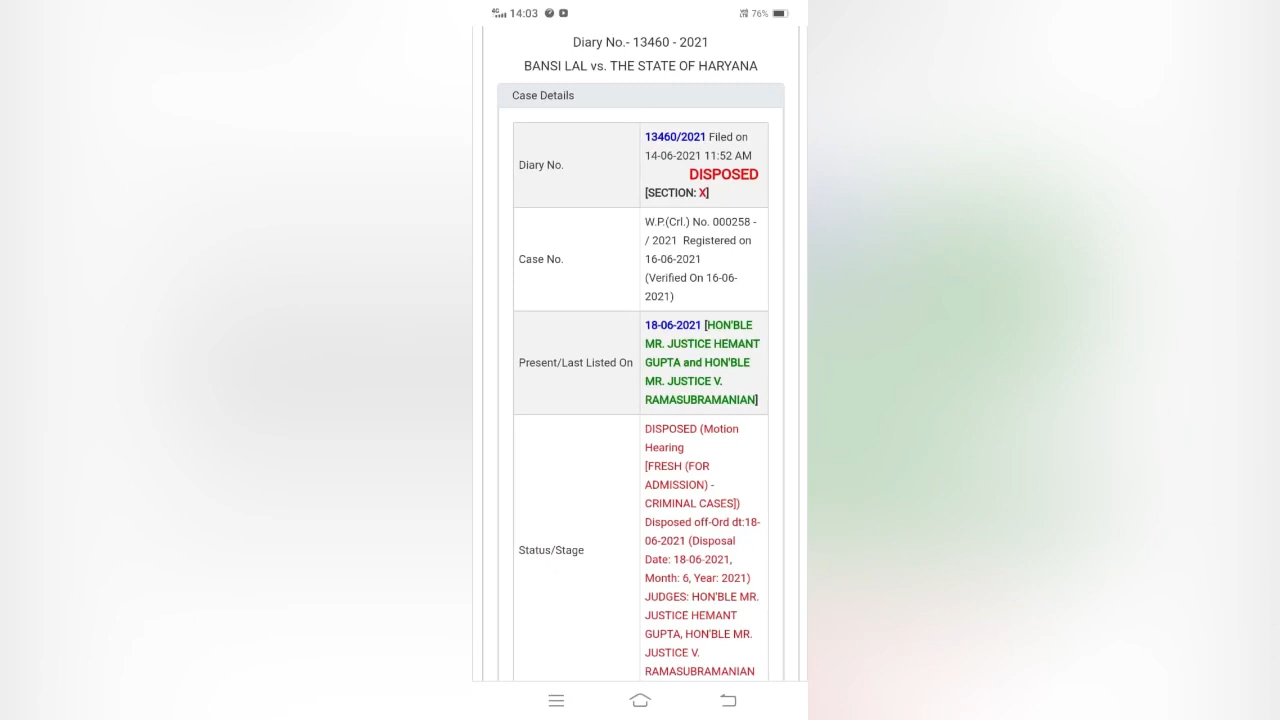 4G 14:03 76%
Diary No.- 13460 - 2021
BANSI LAL vs. THE STATE OF HARYANA
Case Details
Diary No.
13460/2021 Filed on
14-06-2021 11:52 AM
DISPOSED
[SECTION: X]
Case No.
W.P.(Crl.) No. 000258 -
/ 2021 Registered on
16-06-2021
(Verified On 16-06-
2021)
Present/Last Listed On
18-06-2021 [HON'BLE
MR. JUSTICE HEMANT
GUPTA and HON'BLE
MR. JUSTICE V.
RAMASUBRAMANIAN]
Status/Stage
DISPOSED (Motion
Hearing
[FRESH (FOR
ADMISSION) -
CRIMINAL CASES])
Disposed off-Ord dt:18-
06-2021 (Disposal
Date: 18-06-2021,
Month: 6, Year: 2021)
JUDGES: HON'BLE MR.
JUSTICE HEMANT
GUPTA, HON'BLE MR.
JUSTICE V.
RAMASUBRAMANIAN